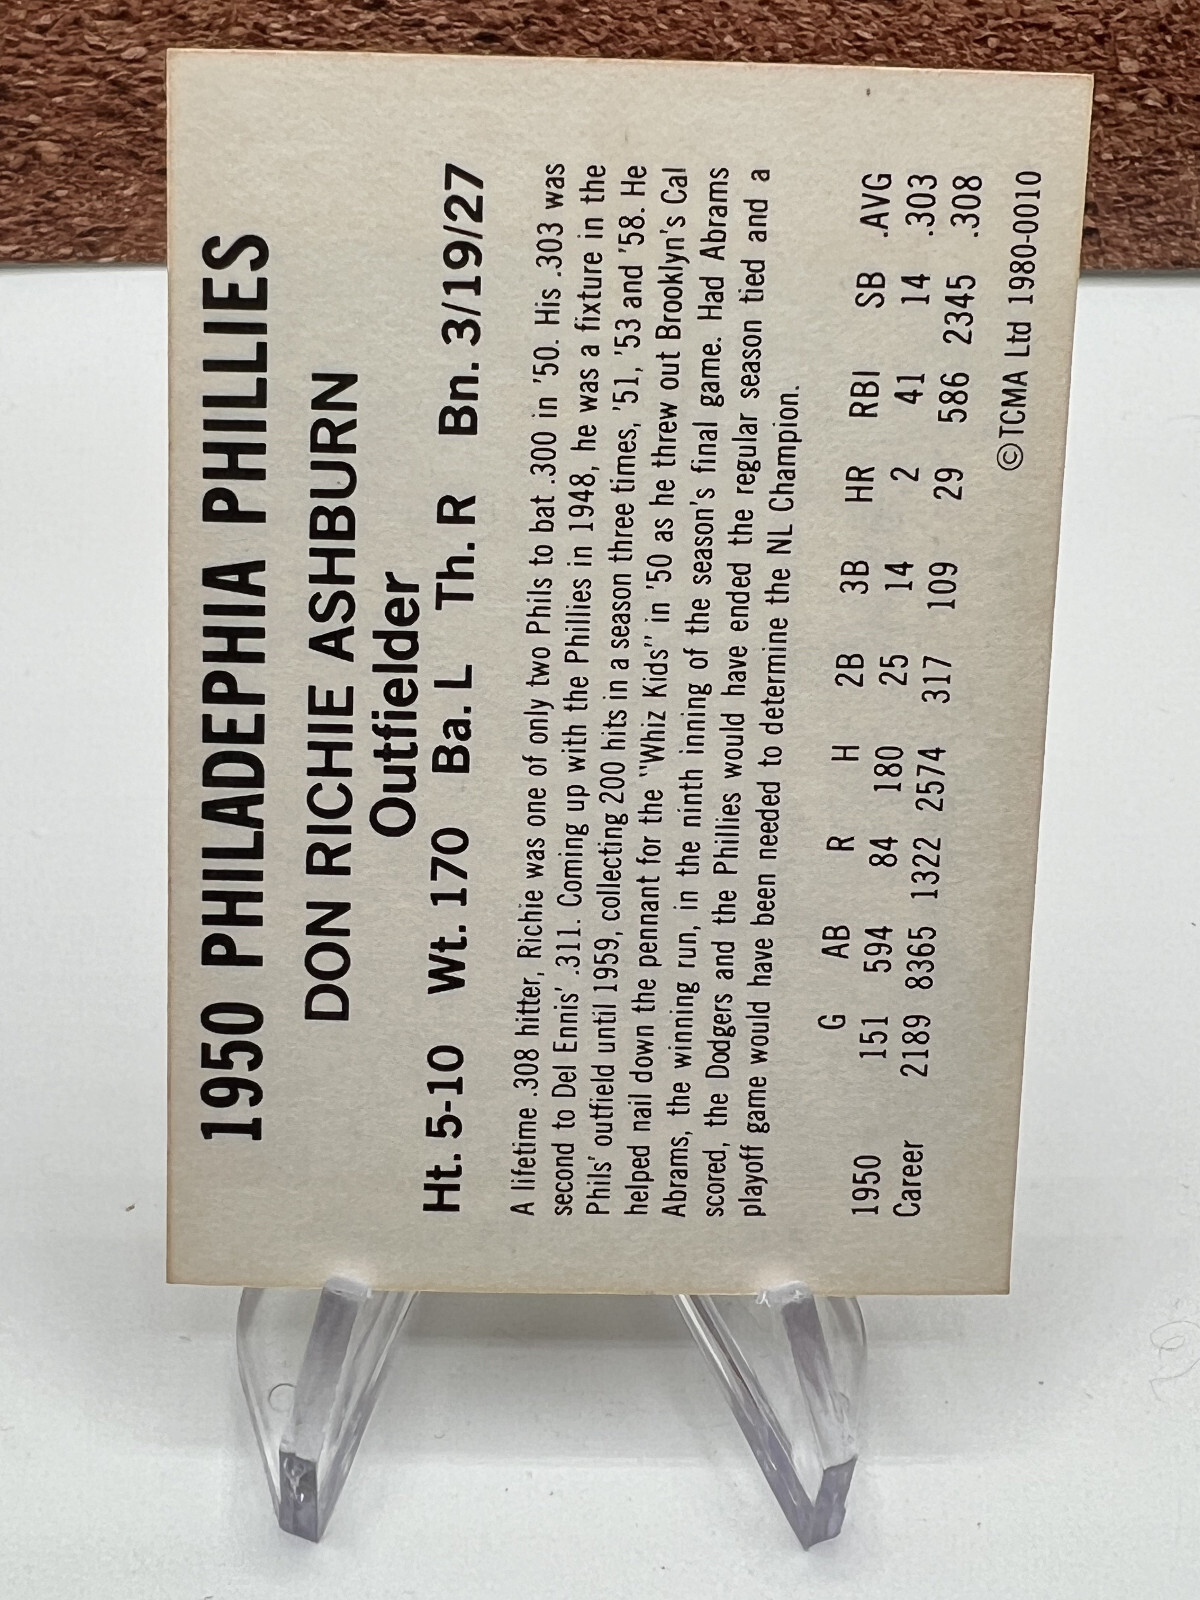 1950 PHILADEPHIA PHILLIES
DON RICHIE ASHBURN
Outfielder
Ht. 5-10 Wt. 170 Ba. L Th. R Bn. 3/19/27
A lifetime .308 hitter, Richie was one of only two Phils to bat .300 in '50. His .303 was
second to Del Ennis' .311. Coming up with the Phillies in 1948, he was a fixture in the
Phils' outfield until 1959, collecting 200 hits in a season three times, '51, '53 and '58. He
helped nail down the pennant for the "Whiz Kids" in '50 as he threw out Brooklyn's Cal
Abrams, the winning run, in the ninth inning of the season's final game. Had Abrams
scored, the Dodgers and the Phillies would have ended the regular season tied and a
playoff game would have been needed to determine the NL Champion.
G AB R H 2B 3B HR RBI SB .AVG
1950 151 594 84 180 25 14 2 41 14 .303
Career 2189 8365 1322 2574 317 109 29 586 2345 .308
©TCMA Ltd 1980-0010